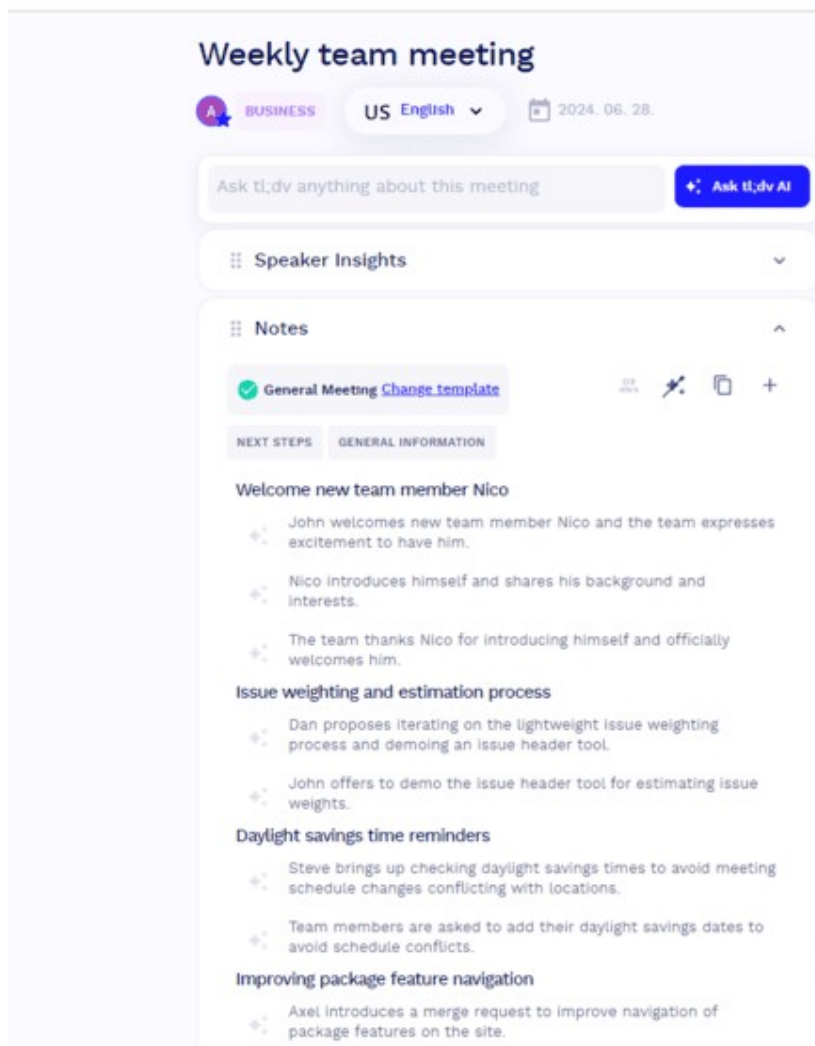 Weekly team meeting
A BUSINESS US English 2024. 06. 28.
Ask tl;dv anything about this meeting Ask tl;dv AI
Speaker Insights
Notes
General Meeting Change template
NEXT STEPS GENERAL INFORMATION
Welcome new team member Nico
John welcomes new team member Nico and the team expresses
excitement to have him.
Nico introduces himself and shares his background and
interests.
The team thanks Nico for introducing himself and officially
welcomes him.
Issue weighting and estimation process
Dan proposes iterating on the lightweight issue weighting
process and demoing an issue header tool.
John offers to demo the issue header tool for estimating issue
weights.
Daylight savings time reminders
Steve brings up checking daylight savings times to avoid meeting
schedule changes conflicting with locations.
Team members are asked to add their daylight savings dates to
avoid schedule conflicts.
Improving package feature navigation
Axel introduces a merge request to improve navigation of
package features on the site.